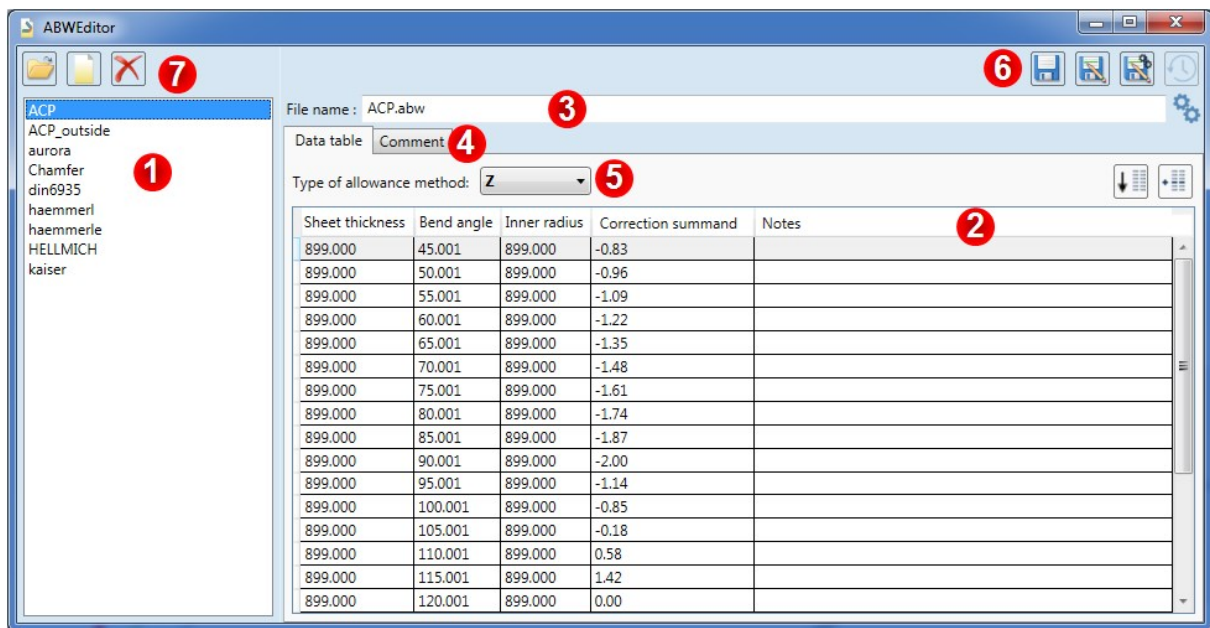 ABWEditor
7
6
ACP
ACP_outside
aurora
Chamfer
din6935
haemmerl
haemmerle
HELLMICH
kaiser
1
File name : ACP.abw
3
Data table Comment
4
Type of allowance method: Z
5
Sheet thickness Bend angle Inner radius Correction summand Notes
2
899.000 45.001 899.000 -0.83
899.000 50.001 899.000 -0.96
899.000 55.001 899.000 -1.09
899.000 60.001 899.000 -1.22
899.000 65.001 899.000 -1.35
899.000 70.001 899.000 -1.48
899.000 75.001 899.000 -1.61
899.000 80.001 899.000 -1.74
899.000 85.001 899.000 -1.87
899.000 90.001 899.000 -2.00
899.000 95.001 899.000 -1.14
899.000 100.001 899.000 -0.85
899.000 105.001 899.000 -0.18
899.000 110.001 899.000 0.58
899.000 115.001 899.000 1.42
899.000 120.001 899.000 0.00